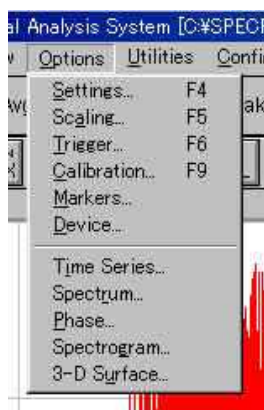 al Analysis System [C:¥SPECF
Options Utilities Confi
Settings... F4
Scaling... F5
Trigger... F6
Calibration... F9
Markers...
Device...
Time Series...
Spectrum...
Phase...
Spectrogram...
3-D Surface...